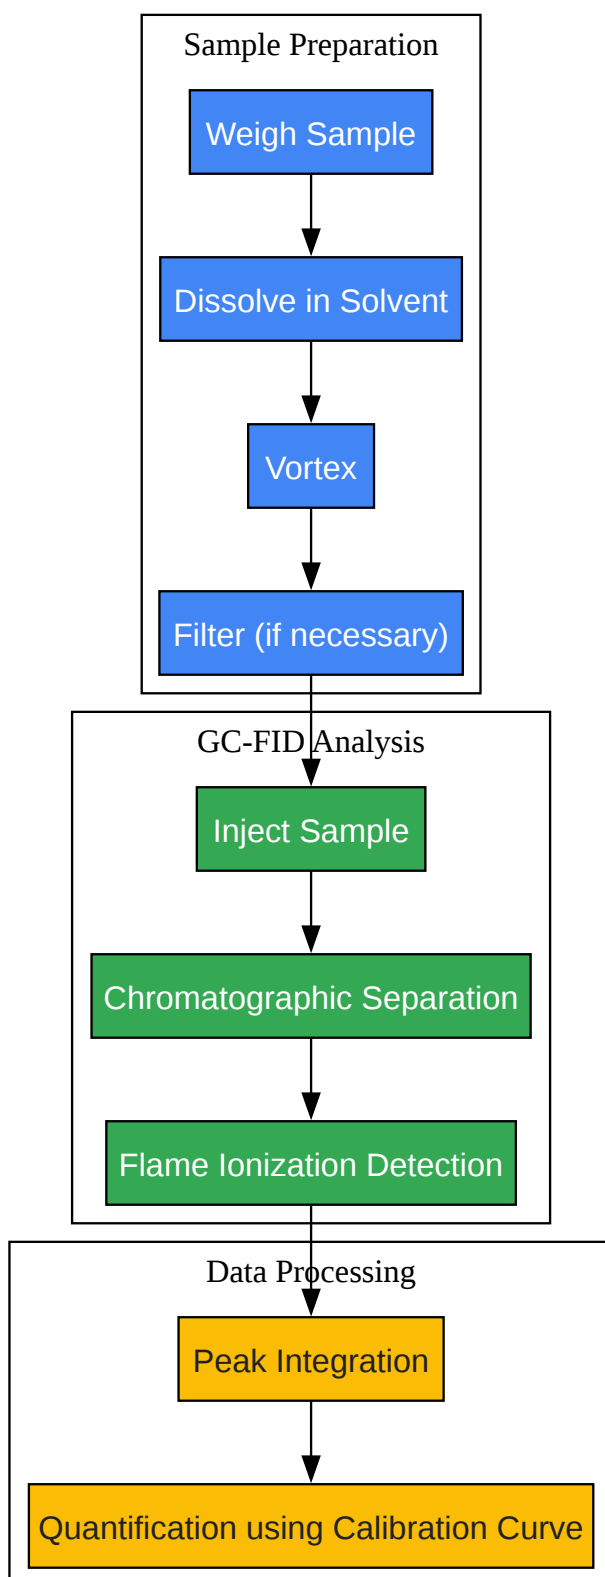 Sample Preparation
Weigh Sample
Dissolve in Solvent
Vortex
Filter (if necessary)
GC-FID Analysis
Inject Sample
Chromatographic Separation
Flame Ionization Detection
Data Processing
Peak Integration
Quantification using Calibration Curve